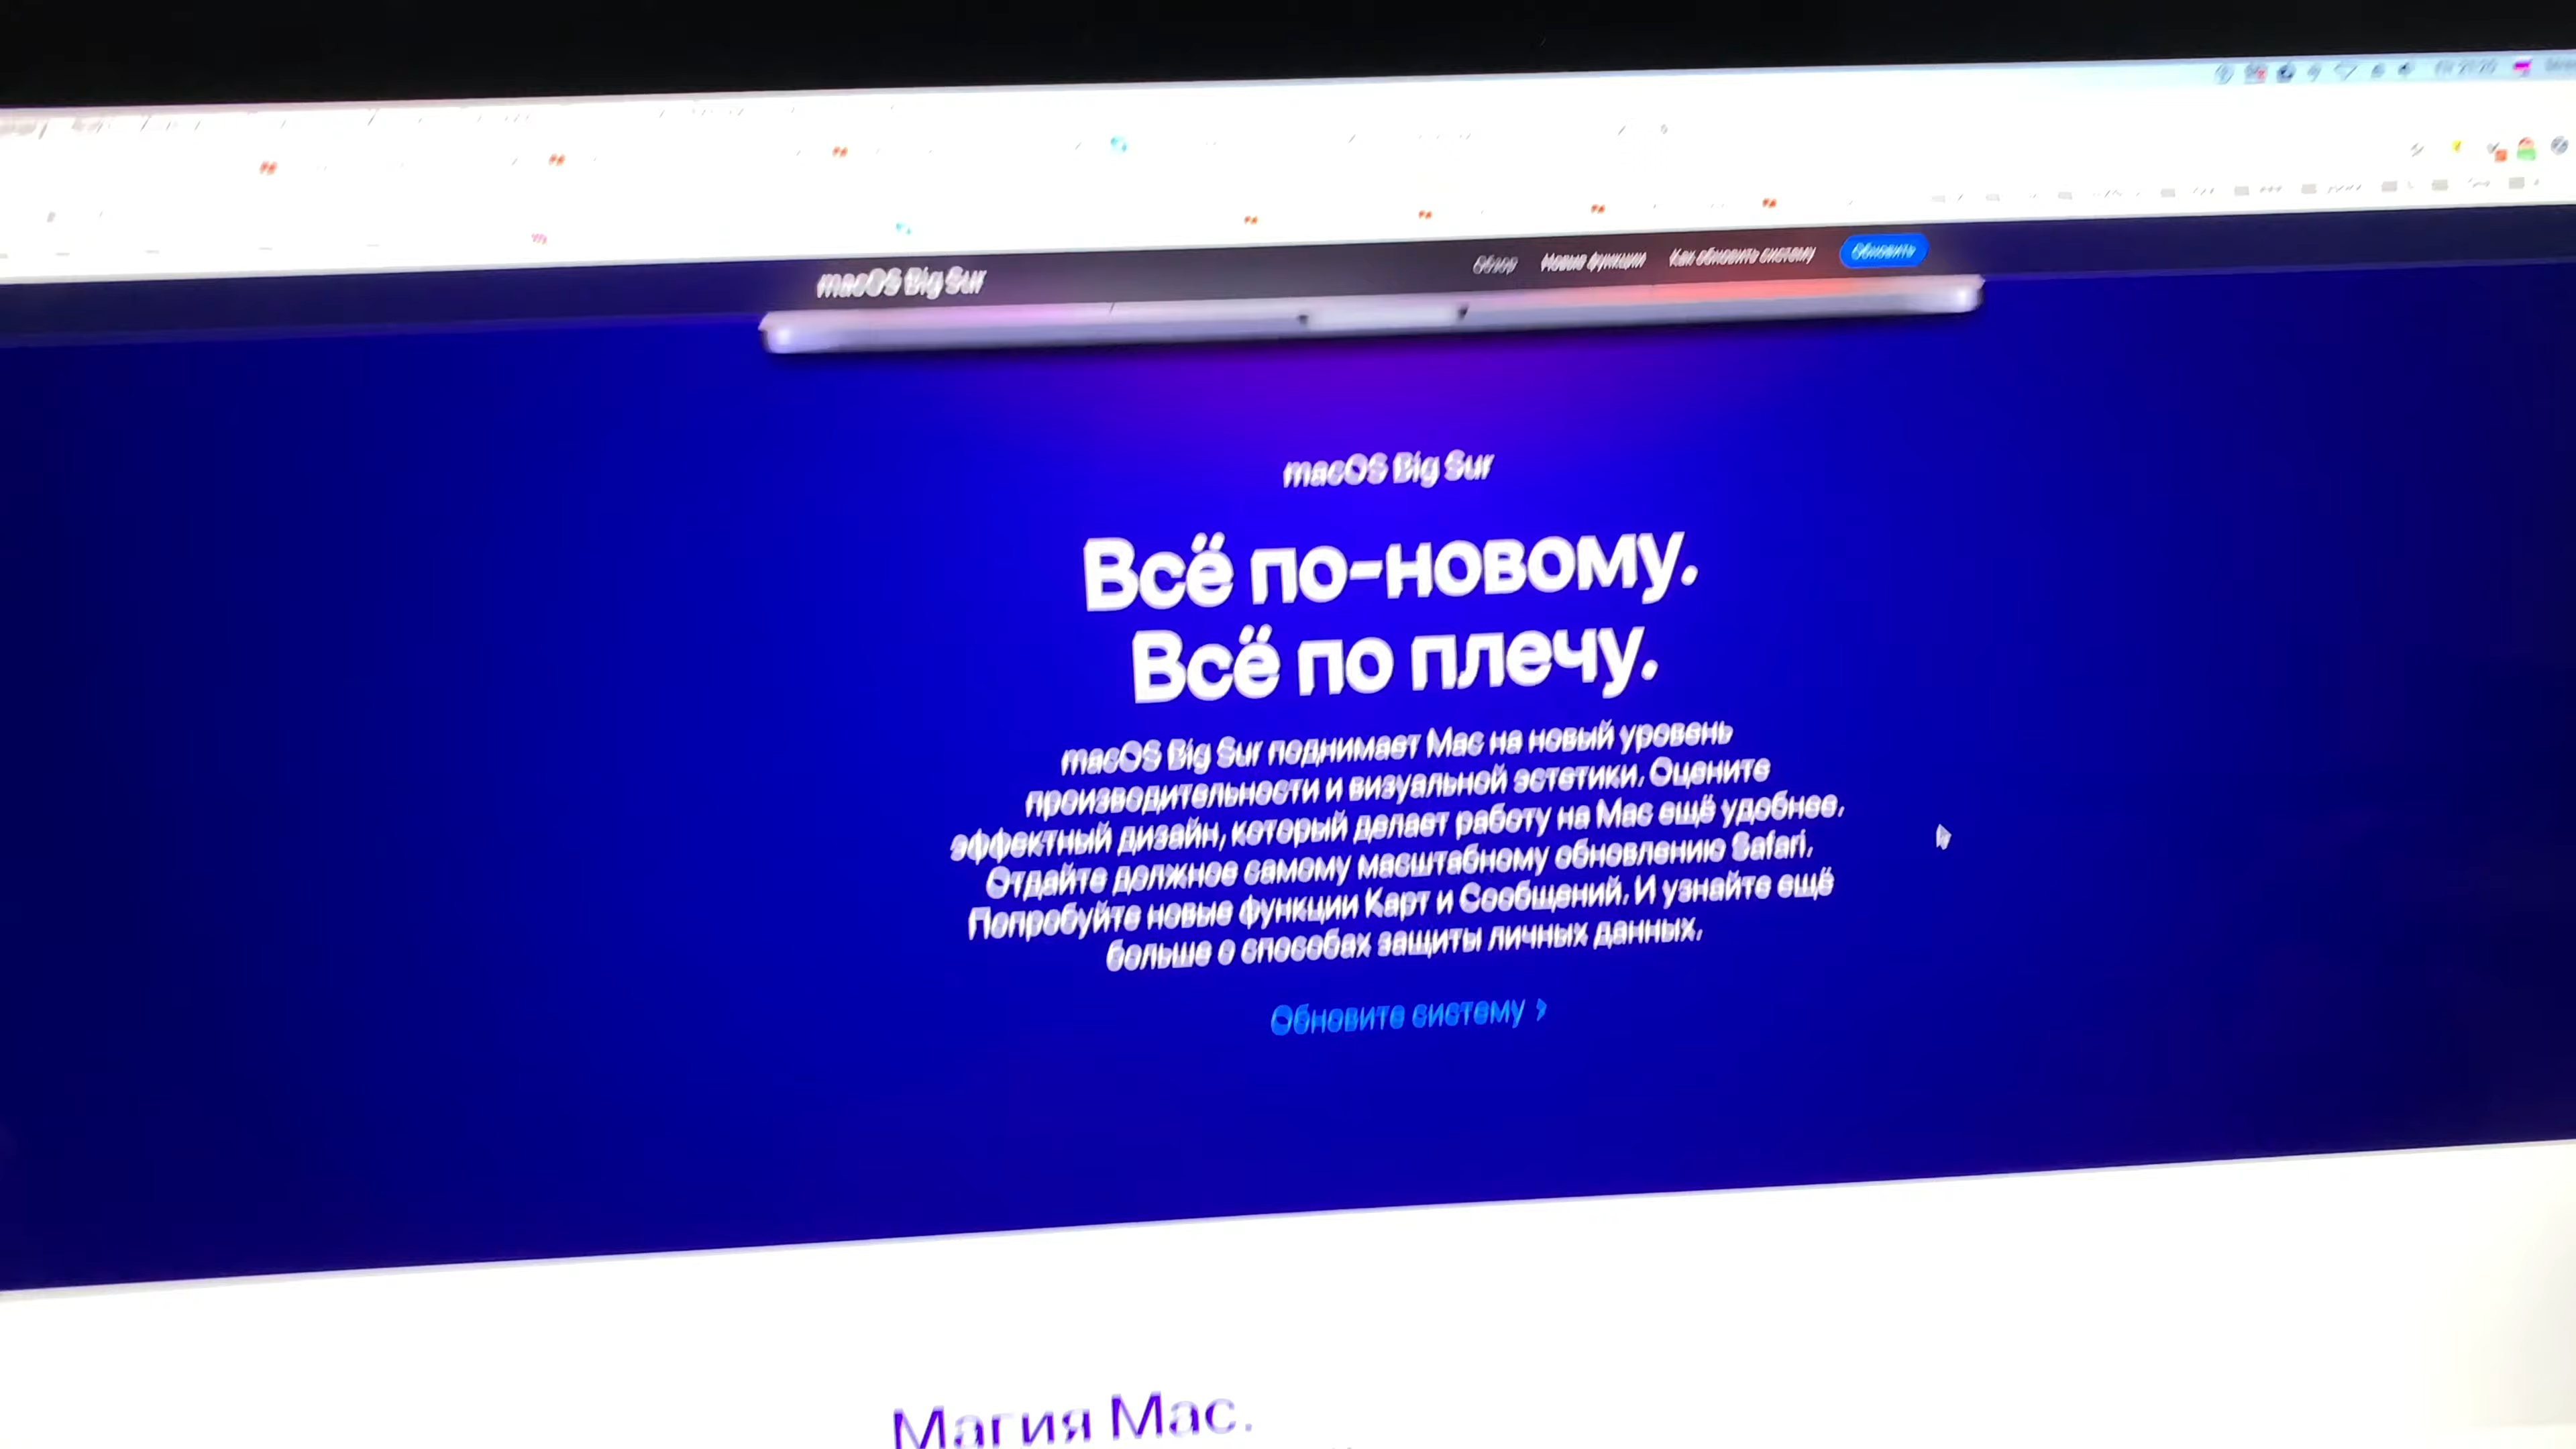 macOS Big Sur
Обзор Новые функции Как обновить систему Обновить
macOS Big Sur
Всё по-новому.
Всё по плечу.
macOS Big Sur поднимает Mac на новый уровень
производительности и визуальной эстетики. Оцените
эффектный дизайн, который делает работу на Mac ещё удобнее.
Отдайте должное самому масштабному обновлению Safari.
Попробуйте новые функции Карт и Сообщений. И узнайте ещё
больше о способах защиты личных данных.
Обновите систему >
Магия Mac.